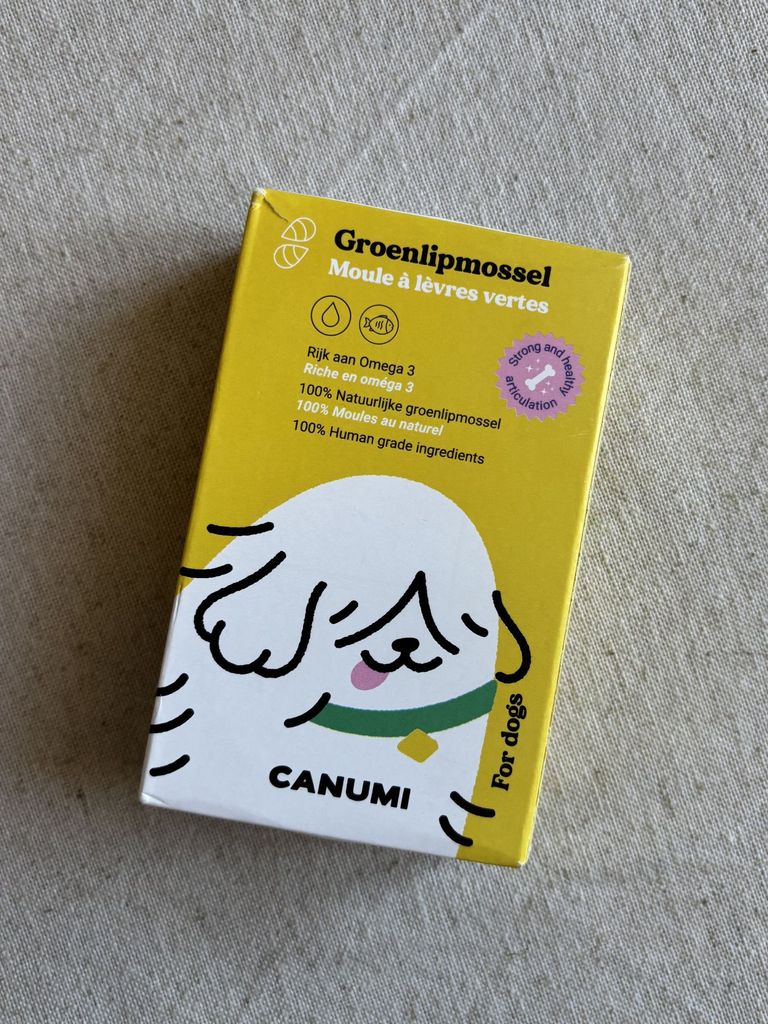 Groenlipmossel
Moule à lèvres vertes
Rijk aan Omega 3
Riche en oméga 3
100% Natuurlijke groenlipmossel
100% Moules au naturel
100% Human grade ingredients
Strong and healthy
articulation
For dogs
CANUMI